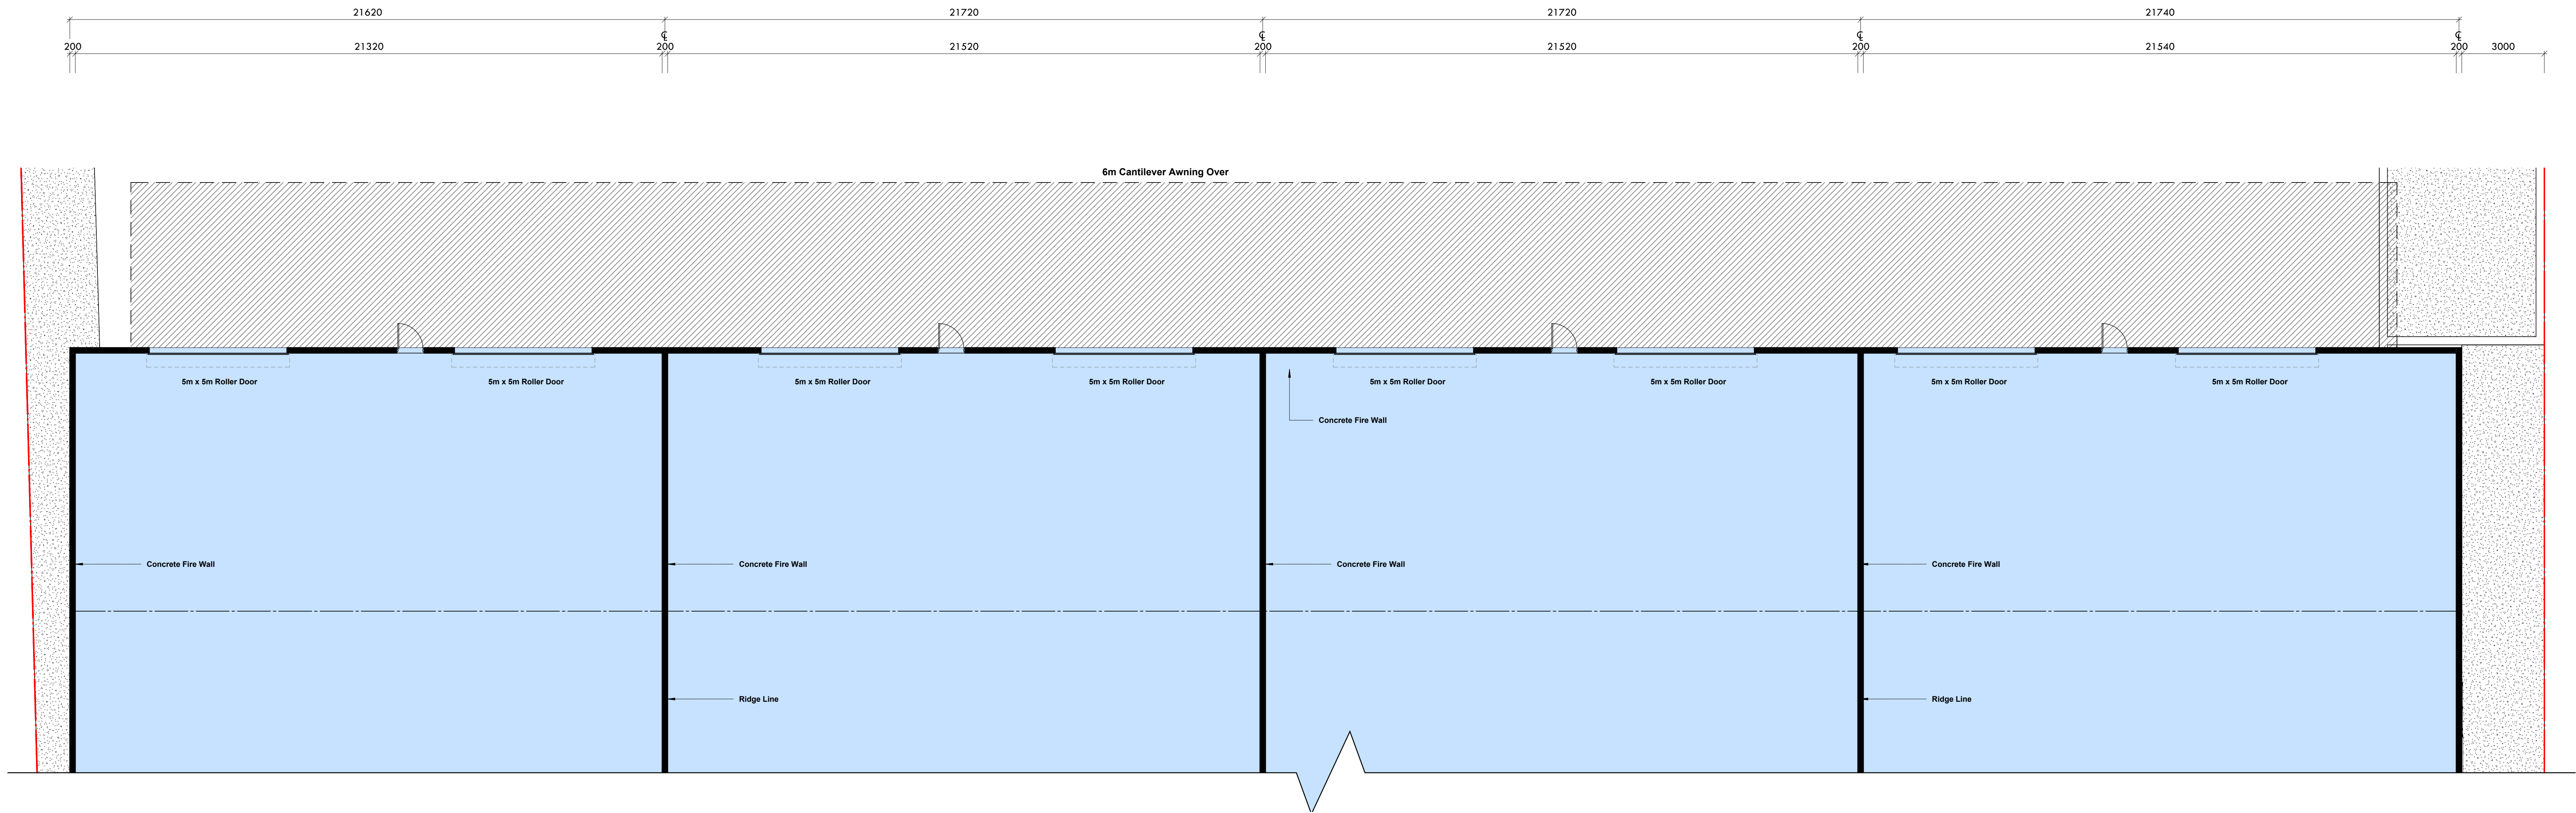 21620 21720 21720 21740
℄ ℄ ℄ ℄
200 21320 200 21520 200 21520 200 21540 200 3000
6m Cantilever Awning Over
5m x 5m Roller Door 5m x 5m Roller Door 5m x 5m Roller Door 5m x 5m Roller Door 5m x 5m Roller Door 5m x 5m Roller Door 5m x 5m Roller Door 5m x 5m Roller Door
Concrete Fire Wall
Concrete Fire Wall Concrete Fire Wall Concrete Fire Wall Concrete Fire Wall
Ridge Line Ridge Line